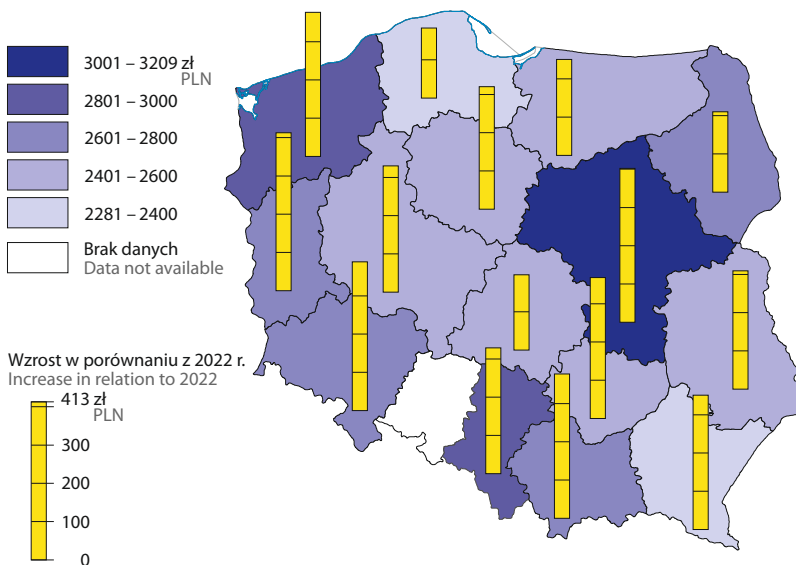 3001 – 3209 zł
PLN
2801 – 3000
2601 – 2800
2401 – 2600
2281 – 2400
Brak danych
Data not available
Wzrost w porównaniu z 2022 r.
Increase in relation to 2022
413 zł
PLN
300
200
100
0